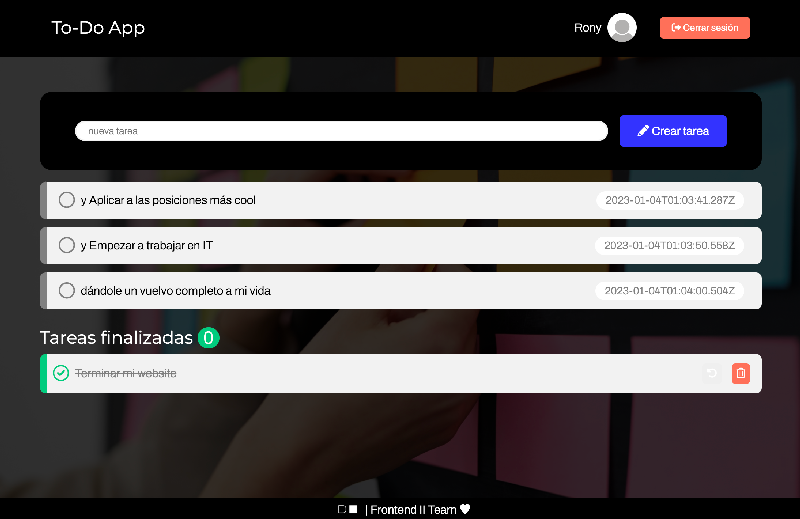 To-Do App
Rony
Cerrar sesión
nueva tarea
Crear tarea
y Aplicar a las posiciones más cool
2023-01-04T01:03:41.287Z
y Empezar a trabajar en IT
2023-01-04T01:03:50.558Z
dándole un vuelvo completo a mi vida
2023-01-04T01:04:00.504Z
Tareas finalizadas 0
Terminar mi website
| Frontend II Team